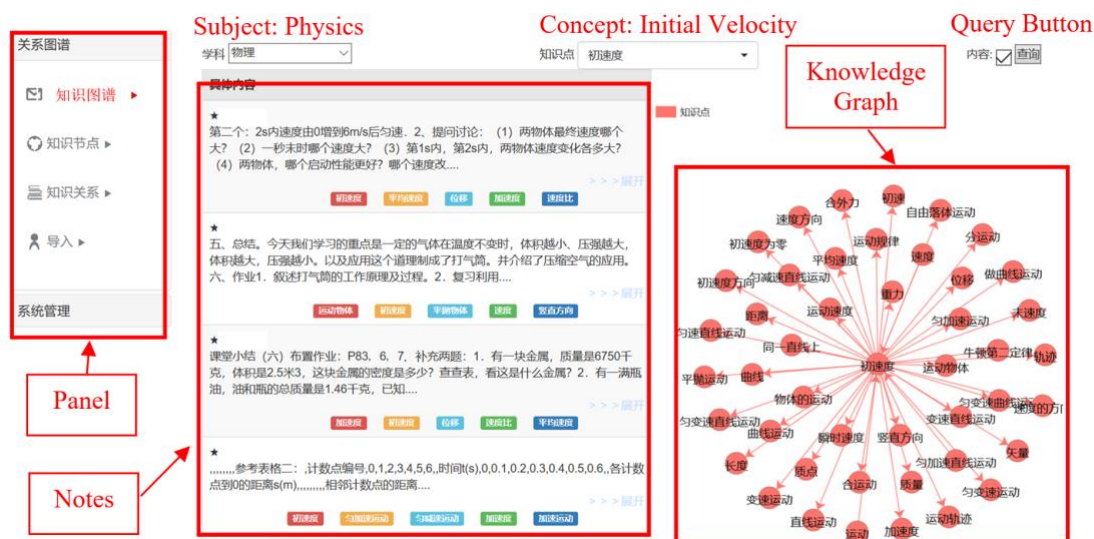 Subject: Physics
Concept: Initial Velocity
Query Button
关系图谱
学科 物理
知识点 初速度
内容: 查询
知识图谱
知识节点
知识关系
导入
系统管理
Panel
Notes
具体内容
★
第二个：2s内速度由0增到6m/s后匀速．2、提问讨论：（1）两物体最终速度哪个
大？（2）一秒末时哪个速度大？（3）第1s内，第2s内，两物体速度变化各多大？
（4）两物体，哪个启动性能更好？哪个速度改....
> > >展开
初速度 平均速度 位移 加速度 速度比
★
五、总结。今天我们学习的重点是一定的气体在温度不变时，体积越小、压强越大，
体积越大，压强越小。以及应用这个道理制成了打气筒。并介绍了压缩空气的应用。
六、作业1．叙述打气筒的工作原理及过程。2．复习利用....
> > >展开
运动物体 初速度 平抛物体 速度 竖直方向
★
课堂小结（六）布置作业：P83，6，7，补充两题：1．有一块金属，质量是6750千
克，体积是2.5米3，这块金属的密度是多少？查查表，看这是什么金属？2．有一满瓶
油，油和瓶的总质量是1.46千克，已知....
> > >展开
加速度 初速度 位移 速度比 平均速度
★
,,,,,,,,参考表格二：,计数点编号,0,1,2,3,4,5,6,,时间t(s),0,0.1,0.2,0.3,0.4,0.5,0.6,,各计数
点到0的距离s(m),,,,,,,,,相邻计数点的距离....
> > >展开
初速度 匀加速运动 匀减速运动 加速度 加速运动
知识点
Knowledge
Graph
合外力
初速
自由落体运动
速度方向
运动规律
分运动
初速度为零
平均速度
速度
初速度方向
匀减速直线运动
位移
做曲线运动
重力
距离
运动速度
匀加速运动
末速度
匀速直线运动
同一直线上
牛顿第二定律
轨迹
初速度
运动物体
平抛运动
曲线
物体的运动
匀变速曲线运动
速度的方向
匀变速直线运动
变速直线运动
曲线运动
瞬时速度
竖直方向
矢量
长度
质点
匀加速直线运动
合运动
质量
匀变速运动
变速运动
直线运动
运动
加速度
运动轨迹